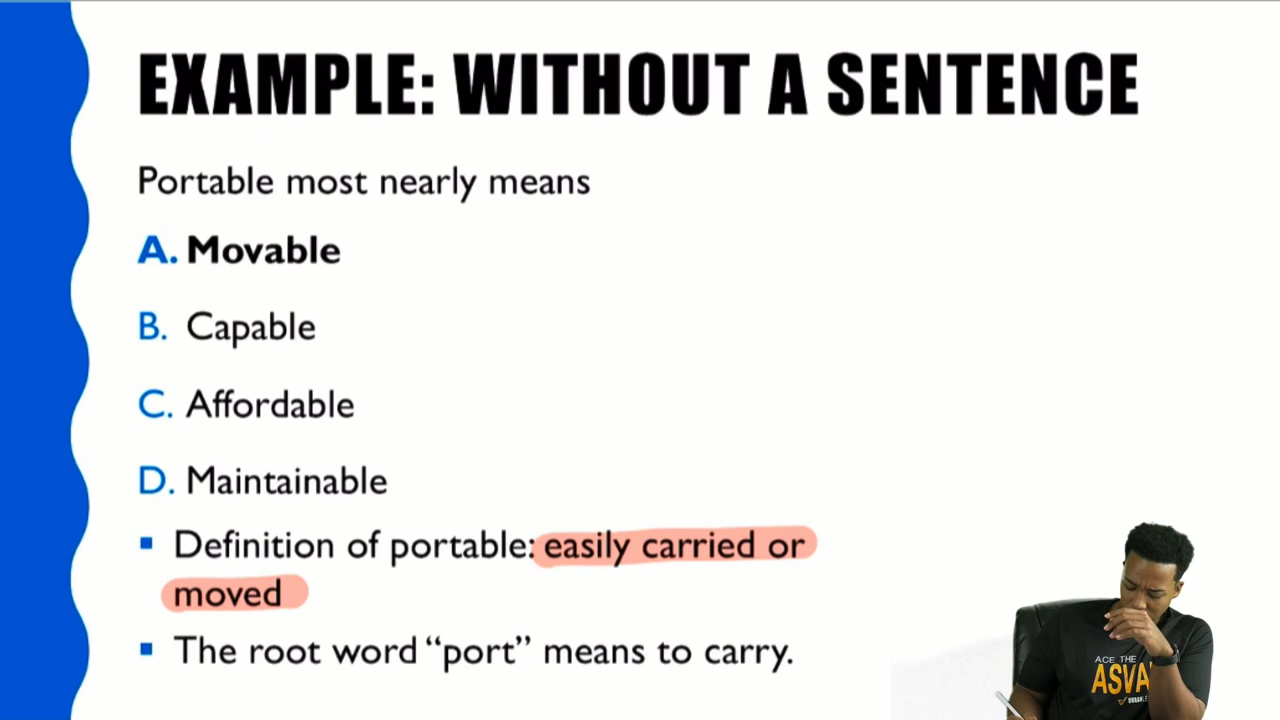 EXAMPLE: WITHOUT A SENTENCE
Portable most nearly means
A. Movable
B. Capable
C. Affordable
D. Maintainable
▪ Definition of portable: easily carried or
moved
▪ The root word “port” means to carry.
ACE THE
ASVA